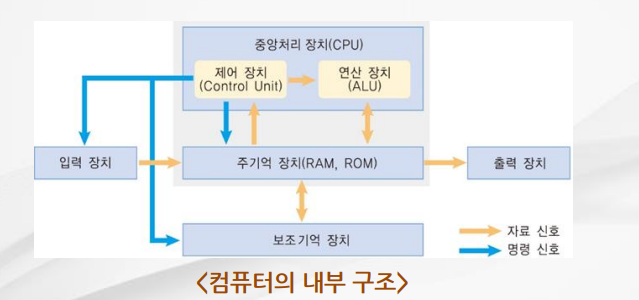 중앙처리 장치(CPU)
제어 장치
(Control Unit)
연산 장치
(ALU)
입력 장치
주기억 장치(RAM, ROM)
출력 장치
보조기억 장치
자료 신호
명령 신호
<컴퓨터의 내부 구조>